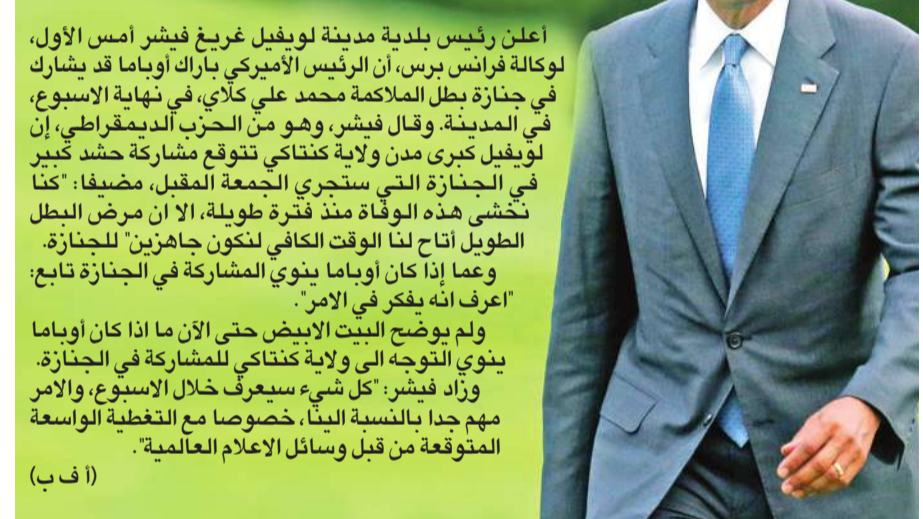 أعلن رئيس بلدية مدينة لويفيل غريغ فيشر أمس الأول،
لوكالة فرانس برس، أن الرئيس الأميركي باراك أوباما قد يشارك
في جنازة بطل الملاكمة محمد علي كلاي، في نهاية الاسبوع،
في المدينة. وقال فيشر، وهو من الحزب الديمقراطي، إن
لويفيل كبرى مدن ولاية كنتاكي تتوقع مشاركة حشد كبير
في الجنازة التي ستجري الجمعة المقبل، مضيفا: "كنا
نخشى هذه الوفاة منذ فترة طويلة، الا ان مرض البطل
الطويل أتاح لنا الوقت الكافي لنكون جاهزين" للجنازة.
وعما إذا كان أوباما ينوي المشاركة في الجنازة تابع:
"اعرف انه يفكر في الامر".
ولم يوضح البيت الابيض حتى الآن ما اذا كان أوباما
ينوي التوجه الى ولاية كنتاكي للمشاركة في الجنازة.
وزاد فيشر: "كل شيء سيعرف خلال الاسبوع، والامر
مهم جدا بالنسبة الينا، خصوصا مع التغطية الواسعة
المتوقعة من قبل وسائل الاعلام العالمية".
(أ ف ب)